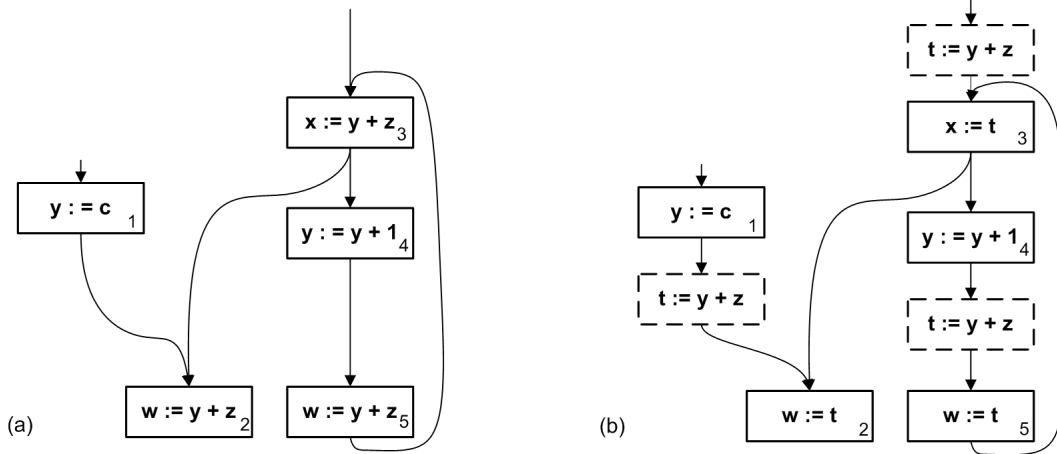 x := y + z 3
y : = c 1
y := y + 1 4
w := y + z 2
w := y + z 5
(a)
t := y + z
x := t 3
y := c 1
y := y + 1 4
t := y + z
t := y + z
w := t 2
w := t 5
(b)